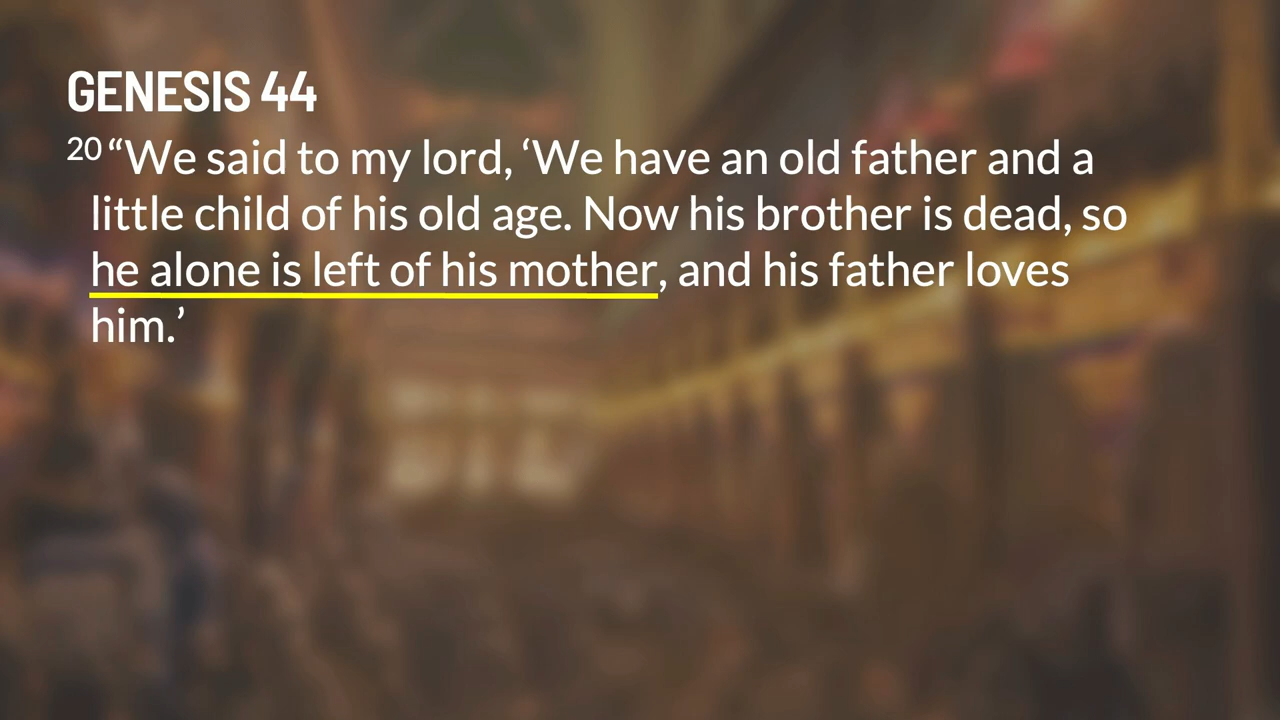 GENESIS 44
20 “We said to my lord, ‘We have an old father and a
little child of his old age. Now his brother is dead, so
he alone is left of his mother, and his father loves
him.’